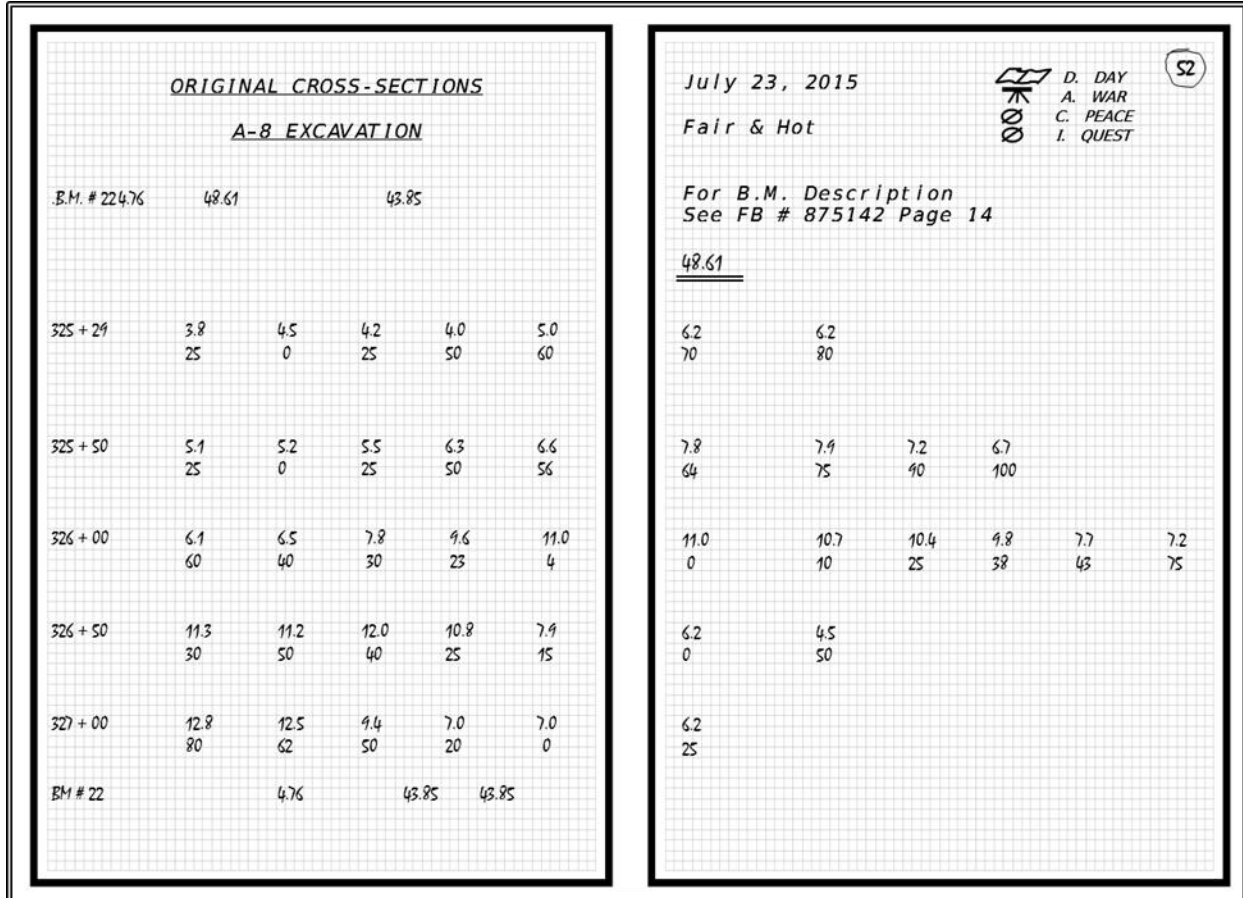 ORIGINAL CROSS-SECTIONS
A-8 EXCAVATION
.B.M. # 224.76 48.61 43.85
325 + 29 3.8 4.5 4.2 4.0 5.0
25 0 25 50 60
325 + 50 5.1 5.2 5.5 6.3 6.6
25 0 25 50 56
326 + 00 6.1 6.5 7.8 9.6 11.0
60 40 30 23 4
326 + 50 11.3 11.2 12.0 10.8 7.9
30 50 40 25 15
327 + 00 12.8 12.5 9.4 7.0 7.0
80 62 50 20 0
BM # 22 4.76 43.85 43.85
52
July 23, 2015
Fair & Hot
D. DAY
A. WAR
C. PEACE
I. QUEST
For B.M. Description
See FB # 875142 Page 14
48.61
6.2 6.2
70 80
7.8 7.9 7.2 6.7
64 75 90 100
11.0 10.7 10.4 9.8 7.7 7.2
0 10 25 38 43 75
6.2 4.5
0 50
6.2
25